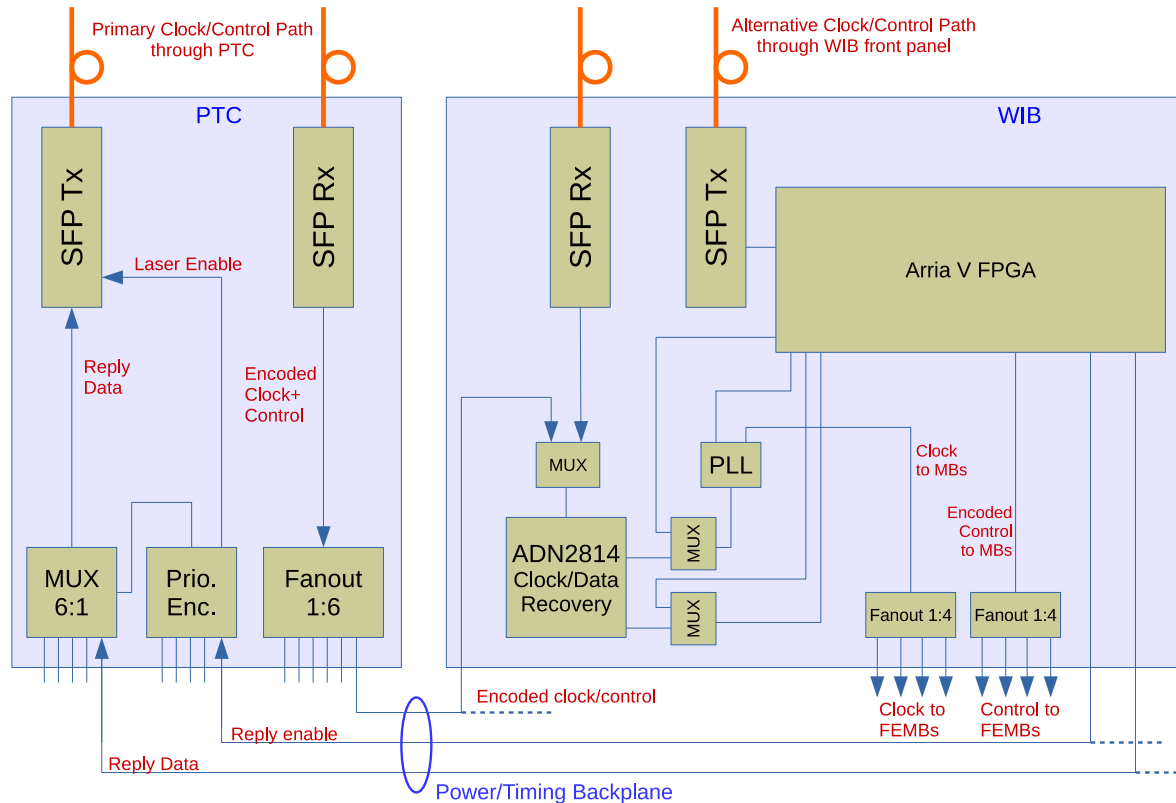 Primary Clock/Control Path
through PTC
Alternative Clock/Control Path
through WIB front panel
PTC
WIB
SFP Tx
SFP Rx
SFP Rx
SFP Tx
Arria V FPGA
Laser Enable
Reply
Data
Encoded
Clock+
Control
MUX
PLL
Clock
to MBs
Encoded
Control
to MBs
MUX
6:1
Prio.
Enc.
Fanout
1:6
ADN2814
Clock/Data
Recovery
MUX
MUX
Fanout 1:4
Fanout 1:4
Encoded clock/control
Clock to
FEMBs
Control to
FEMBs
Reply enable
Reply Data
Power/Timing Backplane